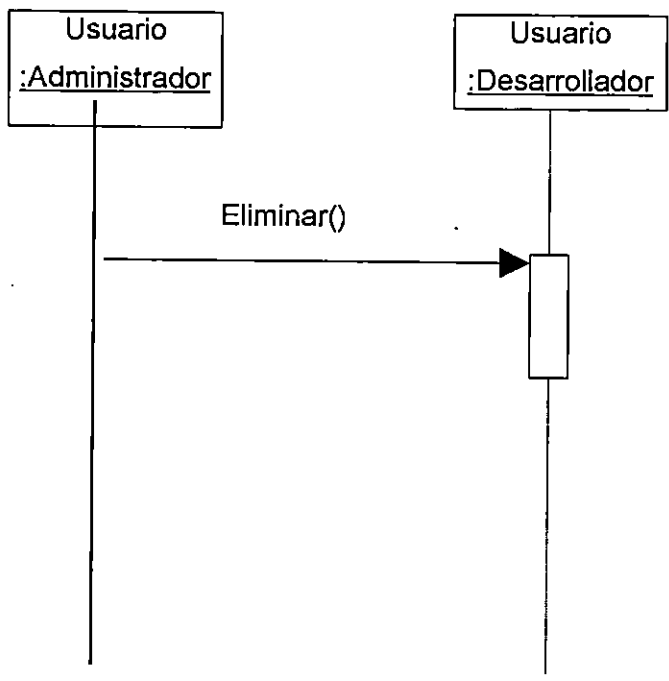 Usuario
:Administrador
Usuario
:Desarrollador
Eliminar()